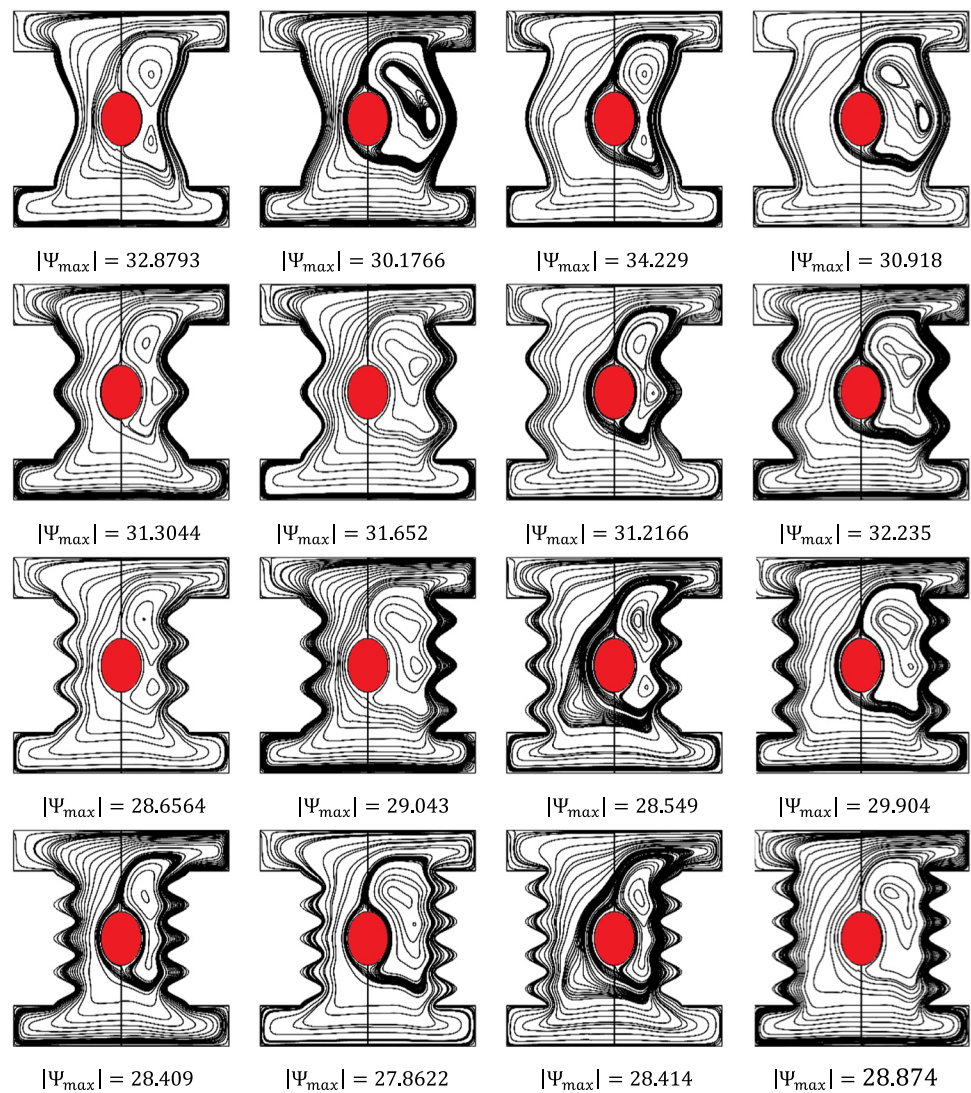 |Ψmax| = 32.8793 |Ψmax| = 30.1766 |Ψmax| = 34.229 |Ψmax| = 30.918
|Ψmax| = 31.3044 |Ψmax| = 31.652 |Ψmax| = 31.2166 |Ψmax| = 32.235
|Ψmax| = 28.6564 |Ψmax| = 29.043 |Ψmax| = 28.549 |Ψmax| = 29.904
|Ψmax| = 28.409 |Ψmax| = 27.8622 |Ψmax| = 28.414 |Ψmax| = 28.874